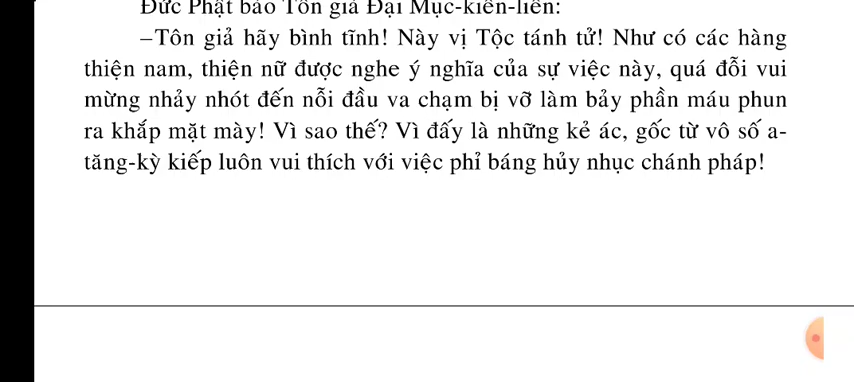 Đức Phật bảo Tôn giả Đại Mục-kiền-liên:
–Tôn giả hãy bình tĩnh! Này vị Tộc tánh tử! Như có các hàng
thiện nam, thiện nữ được nghe ý nghĩa của sự việc này, quá đỗi vui
mừng nhảy nhót đến nỗi đầu va chạm bị vỡ làm bảy phần máu phun
ra khắp mặt mày! Vì sao thế? Vì đấy là những kẻ ác, gốc từ vô số a-
tăng-kỳ kiếp luôn vui thích với việc phỉ báng hủy nhục chánh pháp!